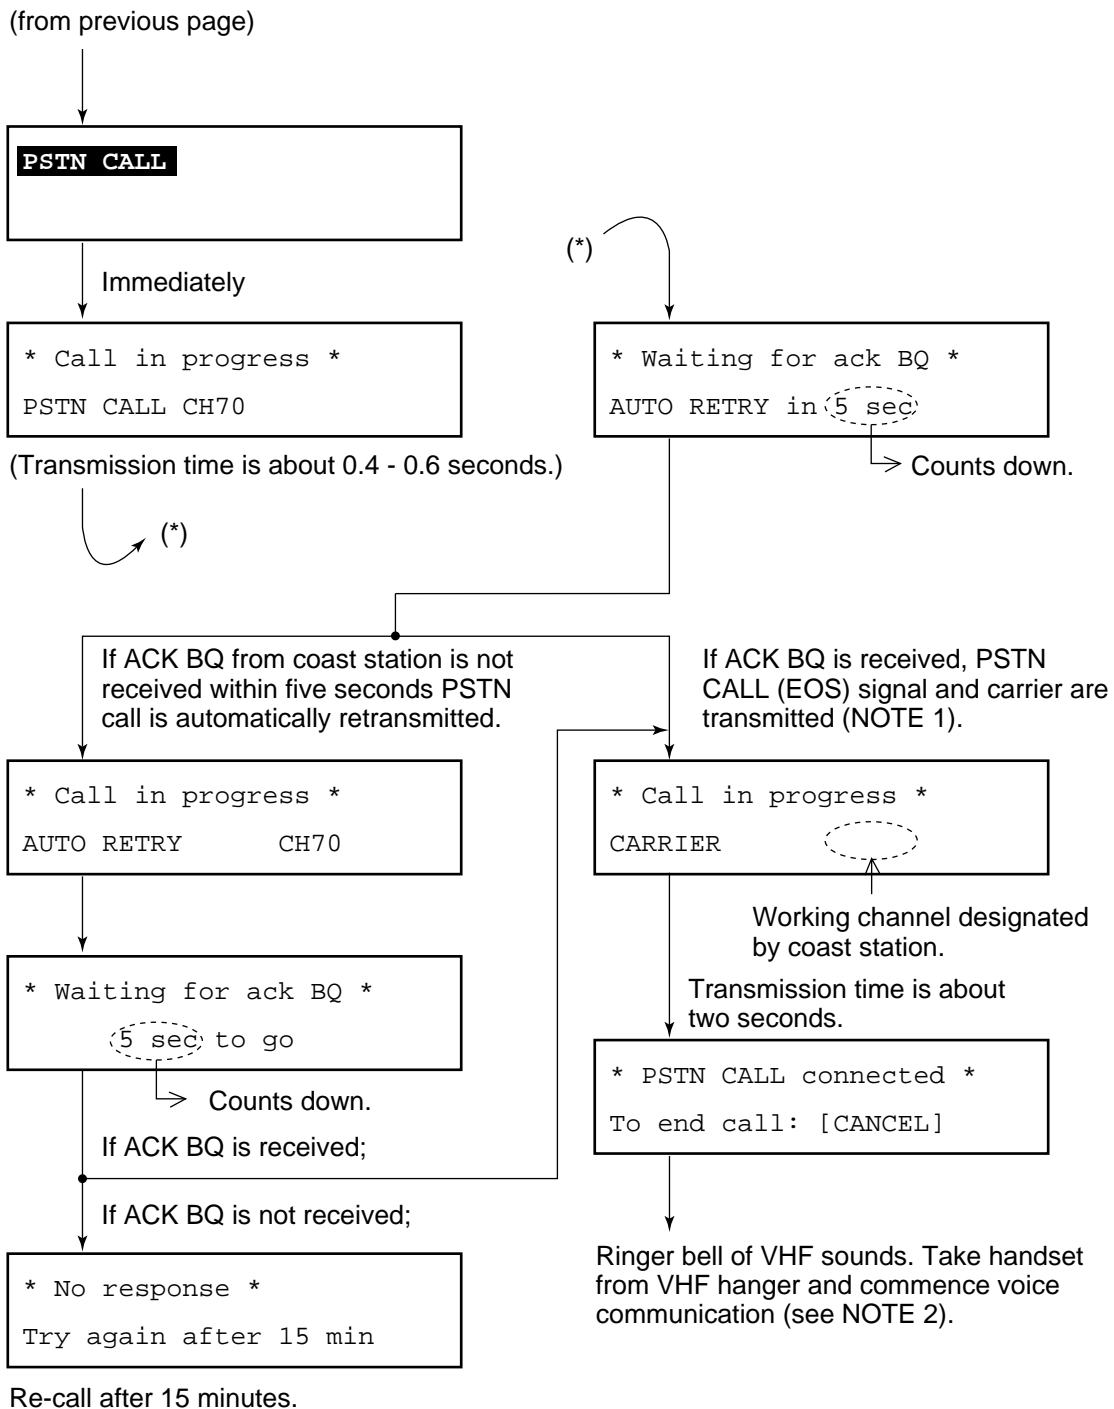 (from previous page)
PSTN CALL
Immediately
* Call in progress *
PSTN CALL CH70
(Transmission time is about 0.4 - 0.6 seconds.)
(*)
(*)
* Waiting for ack BQ *
AUTO RETRY in 5 sec
Counts down.
If ACK BQ from coast station is not
received within five seconds PSTN
call is automatically retransmitted.
* Call in progress *
AUTO RETRY CH70
* Waiting for ack BQ *
5 sec to go
Counts down.
If ACK BQ is received;
If ACK BQ is not received;
* No response *
Try again after 15 min
Re-call after 15 minutes.
If ACK BQ is received, PSTN
CALL (EOS) signal and carrier are
transmitted (NOTE 1).
* Call in progress *
CARRIER
Working channel designated
by coast station.
Transmission time is about
two seconds.
* PSTN CALL connected *
To end call: [CANCEL]
Ringer bell of VHF sounds. Take handset
from VHF hanger and commence voice
communication (see NOTE 2).